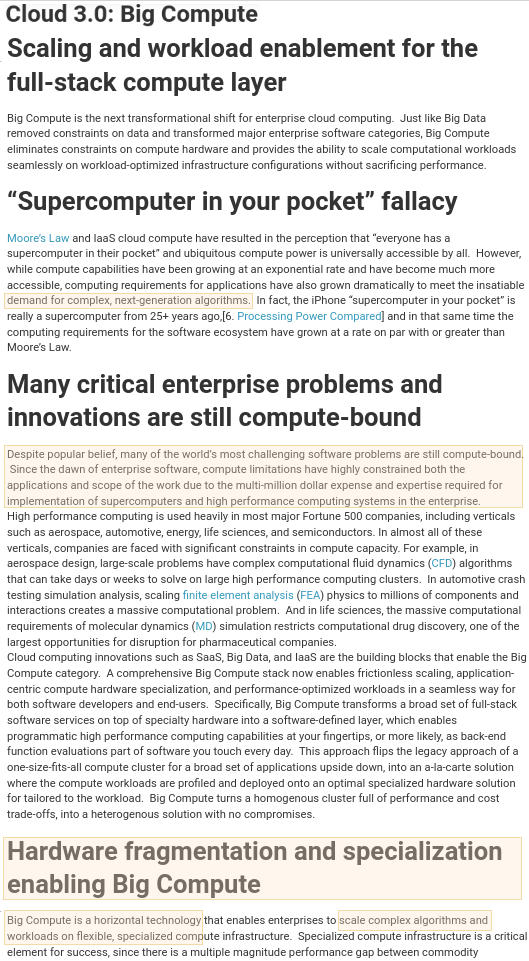 Cloud 3.0: Big Compute
Scaling and workload enablement for the
full-stack compute layer
Big Compute is the next transformational shift for enterprise cloud computing.  Just like Big Data
removed constraints on data and transformed major enterprise software categories, Big Compute
eliminates constraints on compute hardware and provides the ability to scale computational workloads
seamlessly on workload-optimized infrastructure configurations without sacrificing performance.
“Supercomputer in your pocket” fallacy
Moore’s Law and IaaS cloud compute have resulted in the perception that “everyone has a
supercomputer in their pocket” and ubiquitous compute power is universally accessible by all.  However,
while compute capabilities have been growing at an exponential rate and have become much more
accessible, computing requirements for applications have also grown dramatically to meet the insatiable
demand for complex, next-generation algorithms.  In fact, the iPhone “supercomputer in your pocket” is
really a supercomputer from 25+ years ago,[6. Processing Power Compared] and in that same time the
computing requirements for the software ecosystem have grown at a rate on par with or greater than
Moore’s Law.
Many critical enterprise problems and
innovations are still compute-bound
Despite popular belief, many of the world’s most challenging software problems are still compute-bound.
Since the dawn of enterprise software, compute limitations have highly constrained both the
applications and scope of the work due to the multi-million dollar expense and expertise required for
implementation of supercomputers and high performance computing systems in the enterprise.
High performance computing is used heavily in most major Fortune 500 companies, including verticals
such as aerospace, automotive, energy, life sciences, and semiconductors. In almost all of these
verticals, companies are faced with significant constraints in compute capacity. For example, in
aerospace design, large-scale problems have complex computational fluid dynamics (CFD) algorithms
that can take days or weeks to solve on large high performance computing clusters.  In automotive crash
testing simulation analysis, scaling finite element analysis (FEA) physics to millions of components and
interactions creates a massive computational problem.  And in life sciences, the massive computational
requirements of molecular dynamics (MD) simulation restricts computational drug discovery, one of the
largest opportunities for disruption for pharmaceutical companies.
Cloud computing innovations such as SaaS, Big Data, and IaaS are the building blocks that enable the Big
Compute category.  A comprehensive Big Compute stack now enables frictionless scaling, application-
centric compute hardware specialization, and performance-optimized workloads in a seamless way for
both software developers and end-users.  Specifically, Big Compute transforms a broad set of full-stack
software services on top of specialty hardware into a software-defined layer, which enables
programmatic high performance computing capabilities at your fingertips, or more likely, as back-end
function evaluations part of software you touch every day.  This approach flips the legacy approach of a
one-size-fits-all compute cluster for a broad set of applications upside down, into an a-la-carte solution
where the compute workloads are profiled and deployed onto an optimal specialized hardware solution
for tailored to the workload.  Big Compute turns a homogenous cluster full of performance and cost
trade-offs, into a heterogenous solution with no compromises.
Hardware fragmentation and specialization
enabling Big Compute
Big Compute is a horizontal technology that enables enterprises to scale complex algorithms and
workloads on flexible, specialized compute infrastructure.  Specialized compute infrastructure is a critical
element for success, since there is a multiple magnitude performance gap between commodity